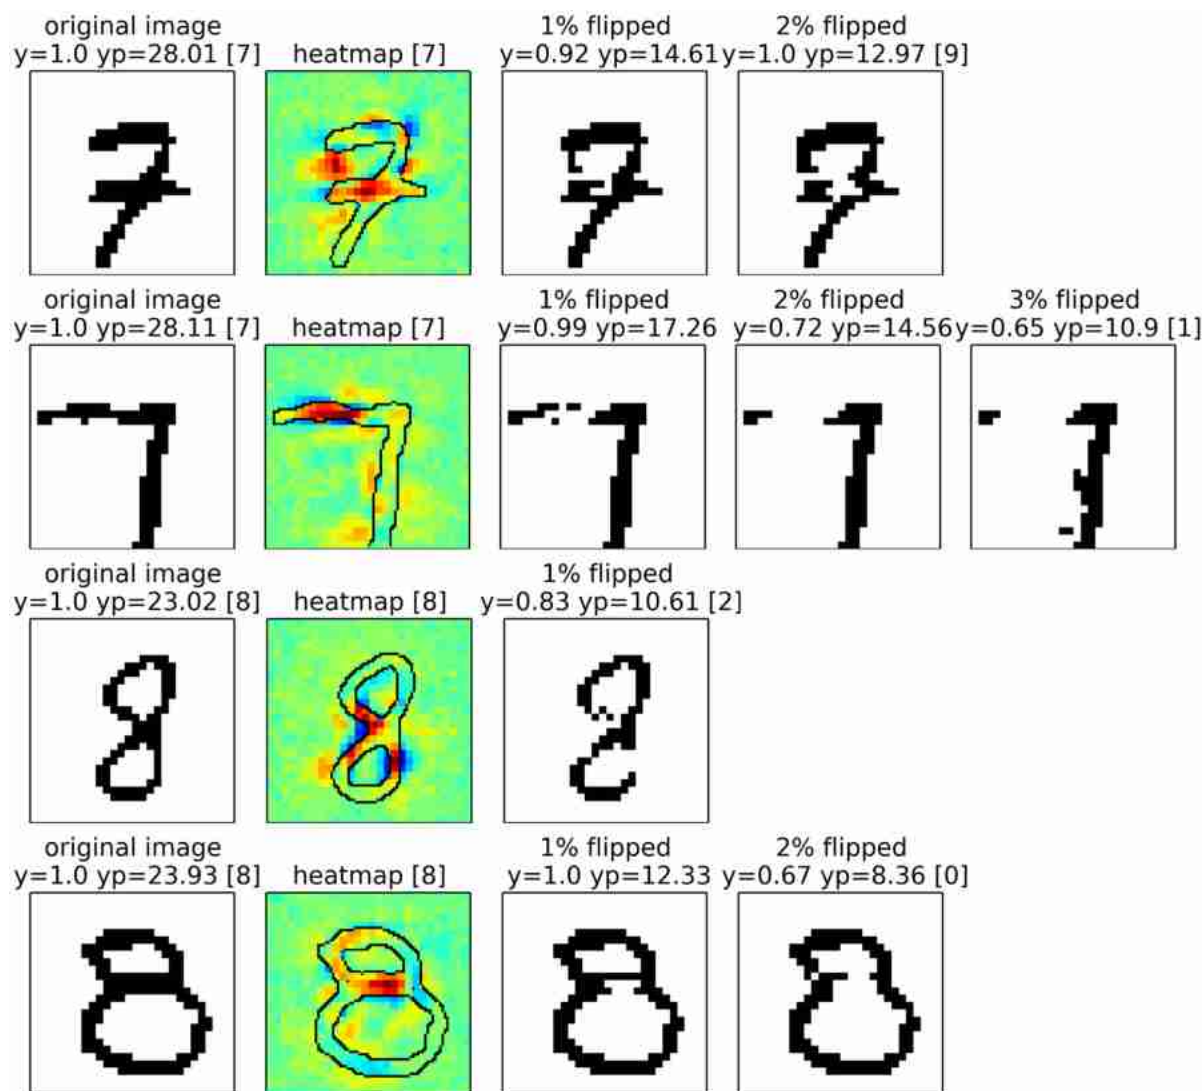 original image 1% flipped 2% flipped
y=1.0 yp=28.01 [7] heatmap [7] y=0.92 yp=14.61 y=1.0 yp=12.97 [9]
original image 1% flipped 2% flipped 3% flipped
y=1.0 yp=28.11 [7] heatmap [7] y=0.99 yp=17.26 y=0.72 yp=14.56 y=0.65 yp=10.9 [1]
original image 1% flipped
y=1.0 yp=23.02 [8] heatmap [8] y=0.83 yp=10.61 [2]
original image 1% flipped 2% flipped
y=1.0 yp=23.93 [8] heatmap [8] y=1.0 yp=12.33 y=0.67 yp=8.36 [0]